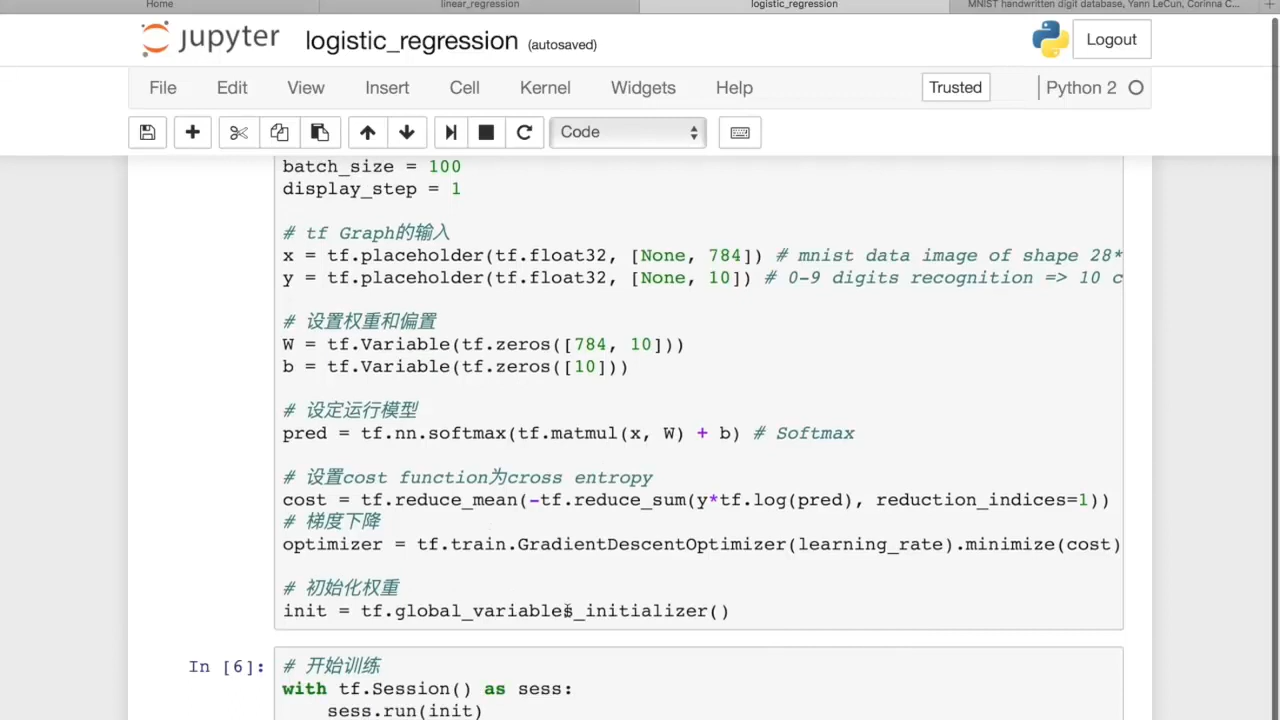 Home linear_regression logistic_regression MNIST handwritten digit database, Yann LeCun, Corinna C...
jupyter logistic_regression (autosaved) Logout
File Edit View Insert Cell Kernel Widgets Help Trusted Python 2
Code
batch_size = 100
display_step = 1
# tf Graph的输入
x = tf.placeholder(tf.float32, [None, 784]) # mnist data image of shape 28*
y = tf.placeholder(tf.float32, [None, 10]) # 0-9 digits recognition => 10 c
# 设置权重和偏置
W = tf.Variable(tf.zeros([784, 10]))
b = tf.Variable(tf.zeros([10]))
# 设定运行模型
pred = tf.nn.softmax(tf.matmul(x, W) + b) # Softmax
# 设置cost function为cross entropy
cost = tf.reduce_mean(-tf.reduce_sum(y*tf.log(pred), reduction_indices=1))
# 梯度下降
optimizer = tf.train.GradientDescentOptimizer(learning_rate).minimize(cost)
# 初始化权重
init = tf.global_variables_initializer()
In [6]: # 开始训练
with tf.Session() as sess:
sess.run(init)